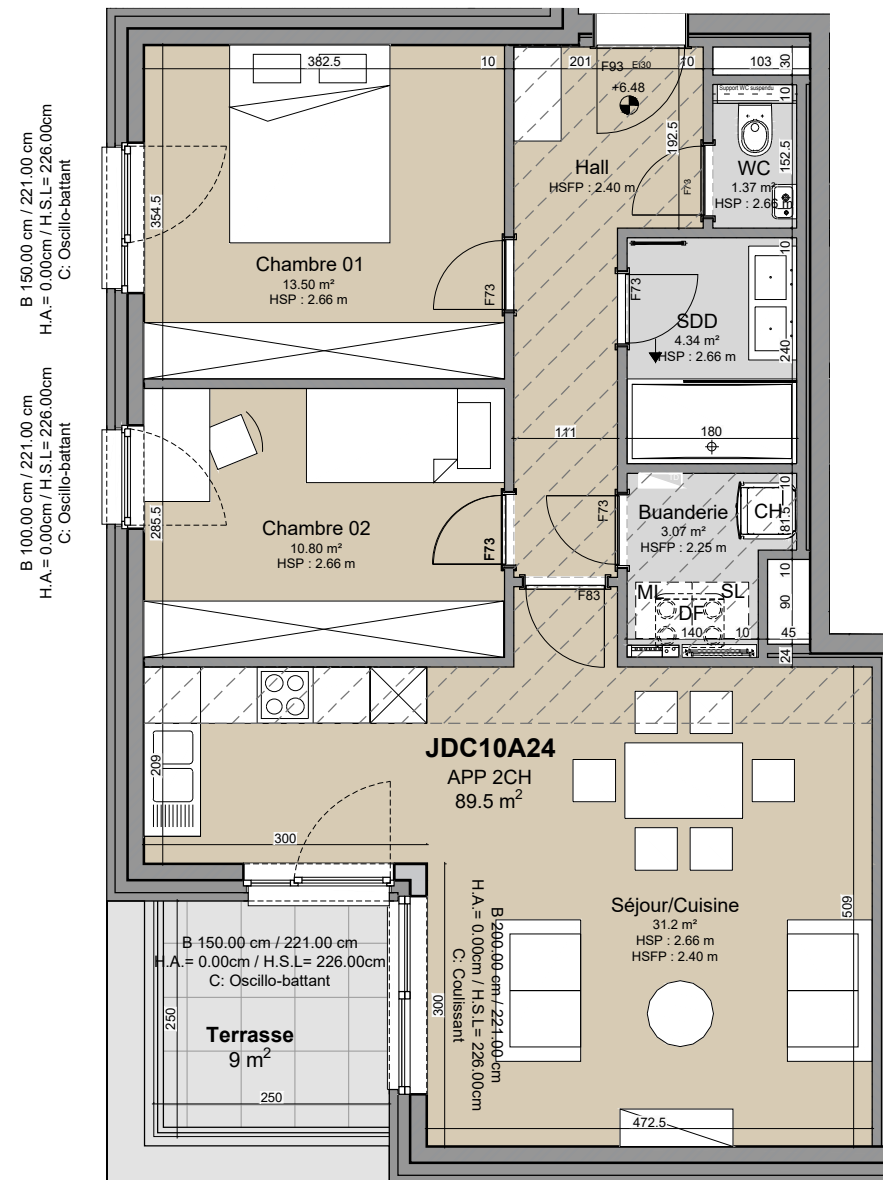 382.5
10
201
F93 EI30
10
103
30
+6.48
Support WC suspendu
10
192.5
152.5
Hall
HSFP : 2.40 m
F73
WC
1.37 m²
HSP : 2.66 m
B 150.00 cm / 221.00 cm
H.A.= 0.00cm / H.S.L= 226.00cm
C: Oscillo-battant
354.5
Chambre 01
13.50 m²
HSP : 2.66 m
F73
F73
10
SDD
4.34 m²
HSP : 2.66 m
240
B 100.00 cm / 221.00 cm
H.A.= 0.00cm / H.S.L= 226.00cm
C: Oscillo-battant
111
180
285.5
Chambre 02
10.80 m²
HSP : 2.66 m
F73
F73
Buanderie
3.07 m²
HSFP : 2.25 m
CH
10
81.5
F83
ML
SL
DF
10
90
140
10
45
24
209
JDC10A24
APP 2CH
89.5 m²
300
Séjour/Cuisine
31.2 m²
HSP : 2.66 m
HSFP : 2.40 m
509
B 200.00 cm / 221.00 cm
H.A.= 0.00cm / H.S.L= 226.00cm
C: Coulissant
300
B 150.00 cm / 221.00 cm
H.A.= 0.00cm / H.S.L= 226.00cm
C: Oscillo-battant
250
Terrasse
9 m²
250
472.5